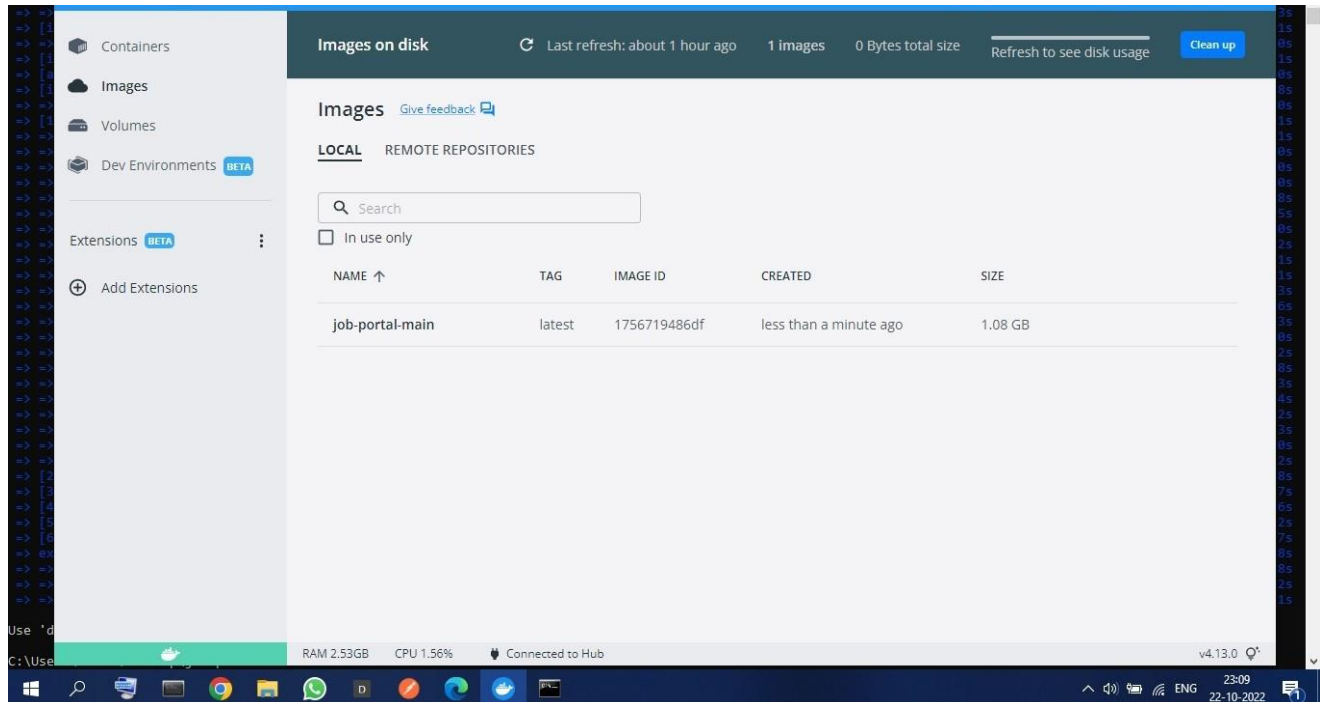 Containers
Images
Volumes
Dev Environments BETA
Extensions BETA
Add Extensions
Images on disk
Last refresh: about 1 hour ago
1 images
0 Bytes total size
Refresh to see disk usage
Clean up
Images Give feedback
LOCAL REMOTE REPOSITORIES
Search
In use only
NAME TAG IMAGE ID CREATED SIZE
job-portal-main latest 1756719486df less than a minute ago 1.08 GB
Use 'd
C:\Use
RAM 2.53GB CPU 1.56% Connected to Hub v4.13.0
ENG
23:09
22-10-2022